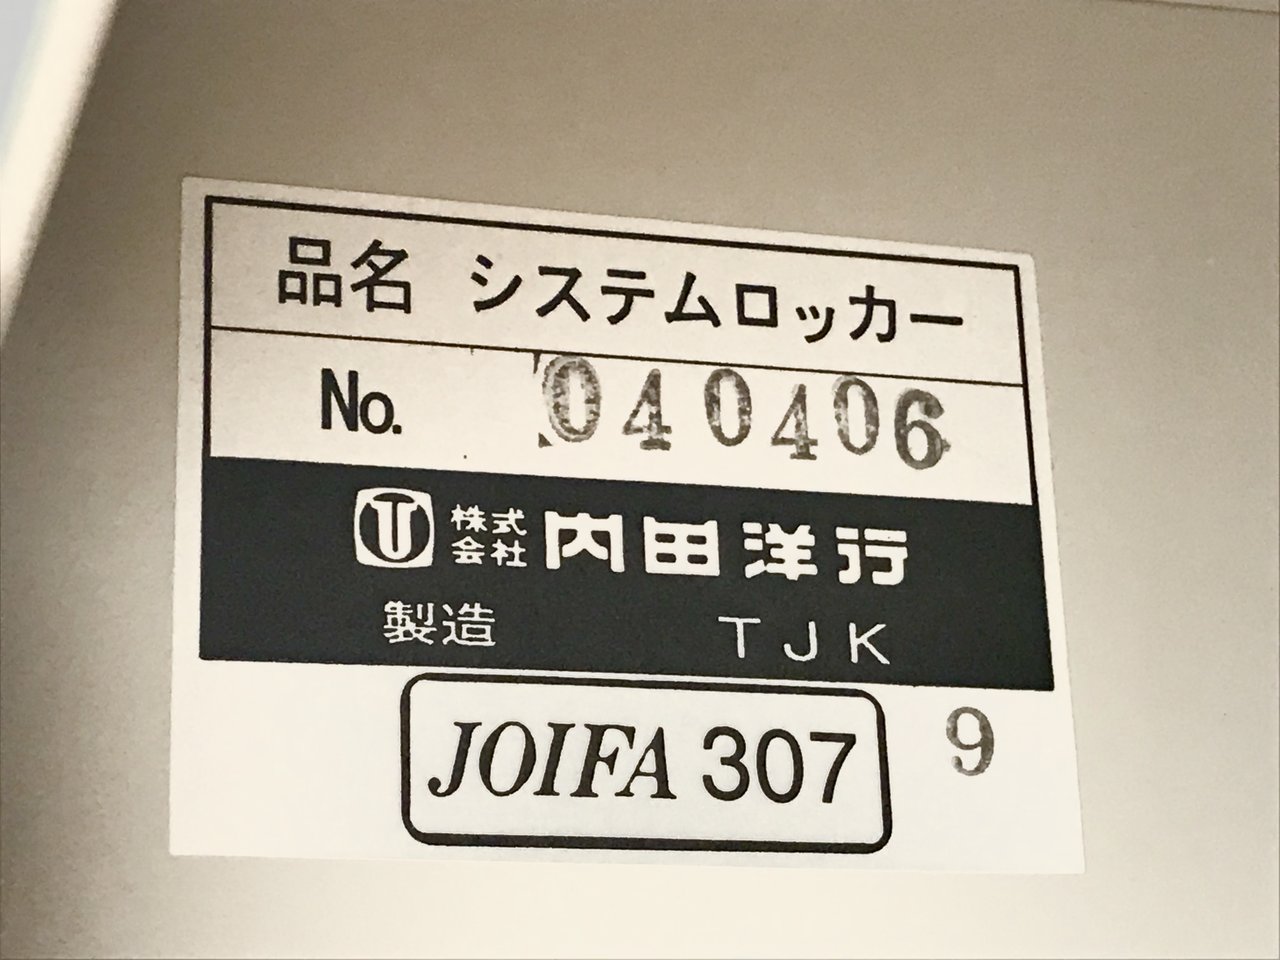 品名 システムロッカー
No. 040406
株式会社 内田洋行
製造 TJK
JOIFA 307 9